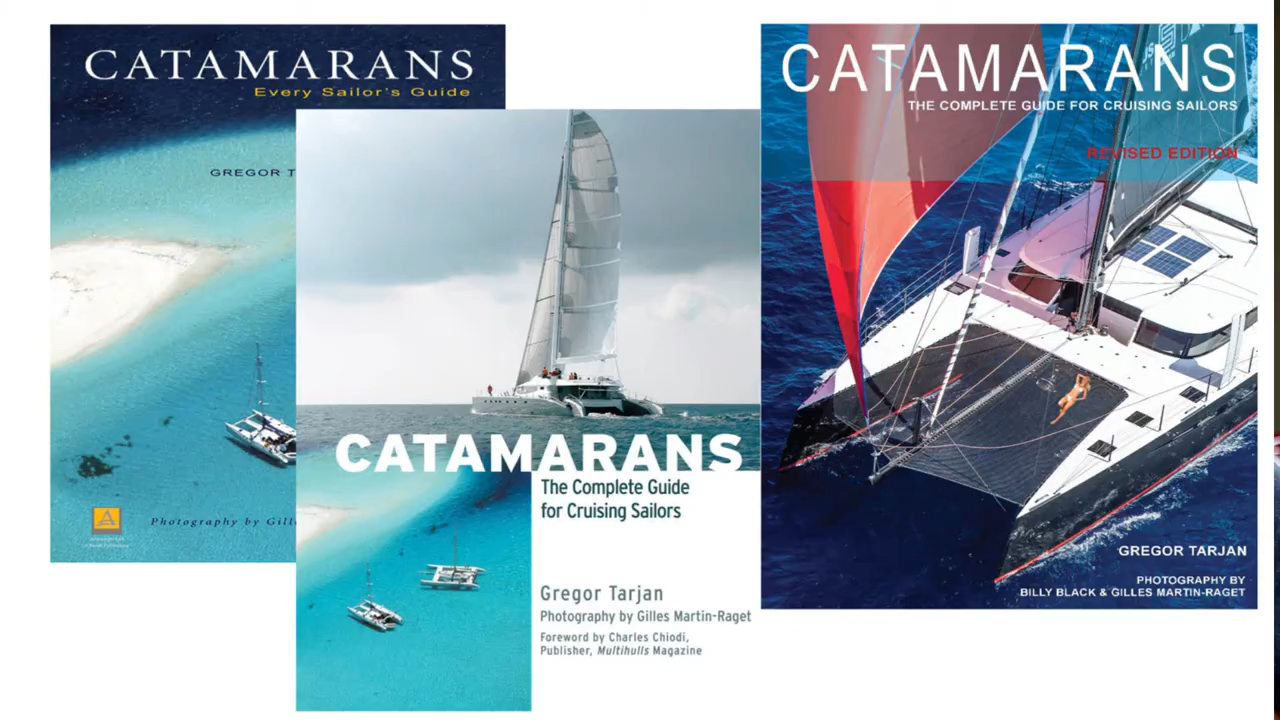 CATAMARANS
Every Sailor's Guide
GREGOR T
Photography by Gille
CATAMARANS
The Complete Guide
for Cruising Sailors
Gregor Tarjan
Photography by Gilles Martin-Raget
Foreword by Charles Chiodi,
Publisher, Multihulls Magazine
CATAMARANS
THE COMPLETE GUIDE FOR CRUISING SAILORS
REVISED EDITION
GREGOR TARJAN
PHOTOGRAPHY BY
BILLY BLACK & GILLES MARTIN-RAGET